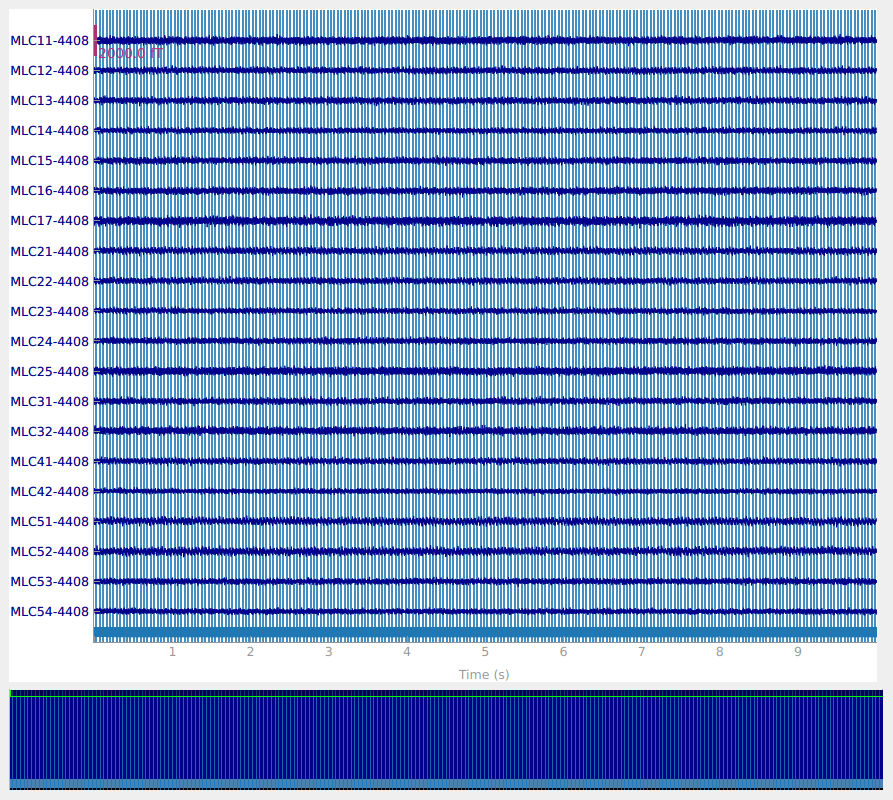 MLC11-4408
2000.0 fT
MLC12-4408
MLC13-4408
MLC14-4408
MLC15-4408
MLC16-4408
MLC17-4408
MLC21-4408
MLC22-4408
MLC23-4408
MLC24-4408
MLC25-4408
MLC31-4408
MLC32-4408
MLC41-4408
MLC42-4408
MLC51-4408
MLC52-4408
MLC53-4408
MLC54-4408
1 2 3 4 5 6 7 8 9
Time (s)